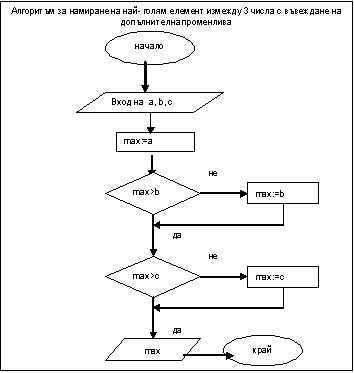 Алгоритъм за намиране на най- голям елемент измежду 3 числа с въвеждане на
допълнителна променлива
начало
Вход на a, b, c
max:=a
не
max>b
max:=b
да
не
max>c
max:=c
да
max
край